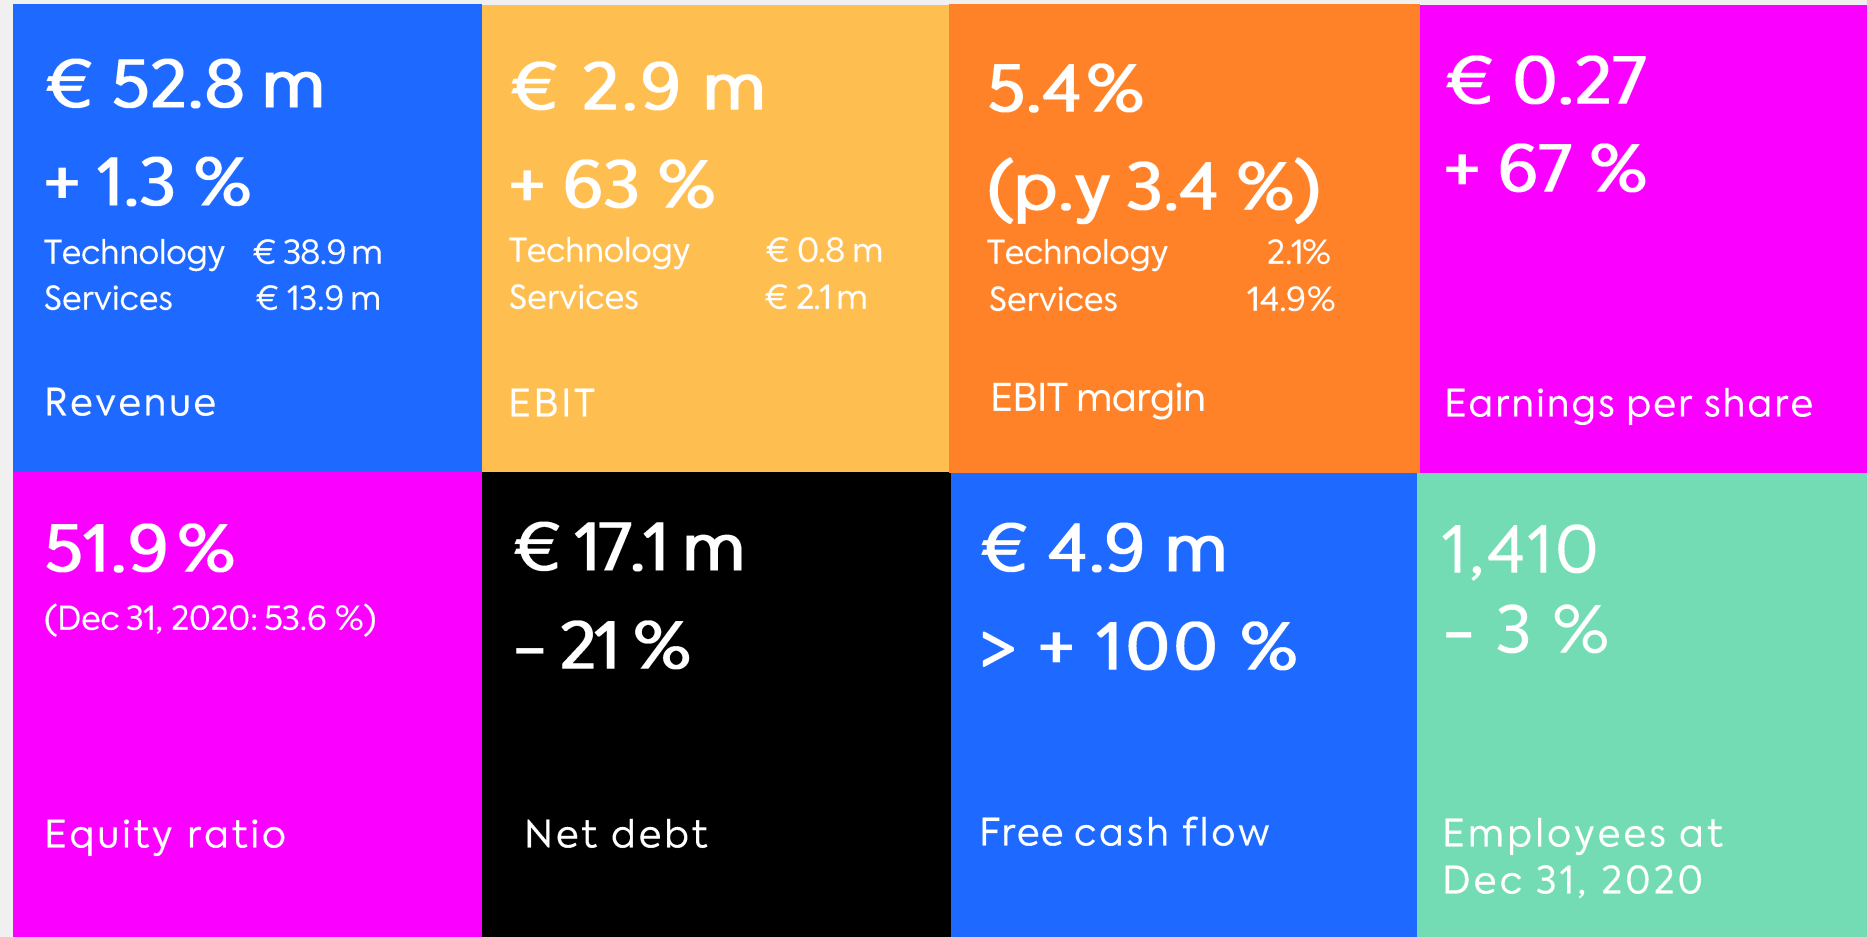 € 52.8 m
+ 1.3 %
Technology € 38.9 m
Services € 13.9 m
Revenue
€ 2.9 m
+ 63 %
Technology € 0.8 m
Services € 2.1 m
EBIT
5.4%
(p.y 3.4 %)
Technology 2.1%
Services 14.9%
EBIT margin
€ 0.27
+ 67 %
Earnings per share
51.9 %
(Dec 31, 2020: 53.6 %)
Equity ratio
€ 17.1 m
– 21 %
Net debt
€ 4.9 m
> + 100 %
Free cash flow
1,410
– 3 %
Employees at
Dec 31, 2020